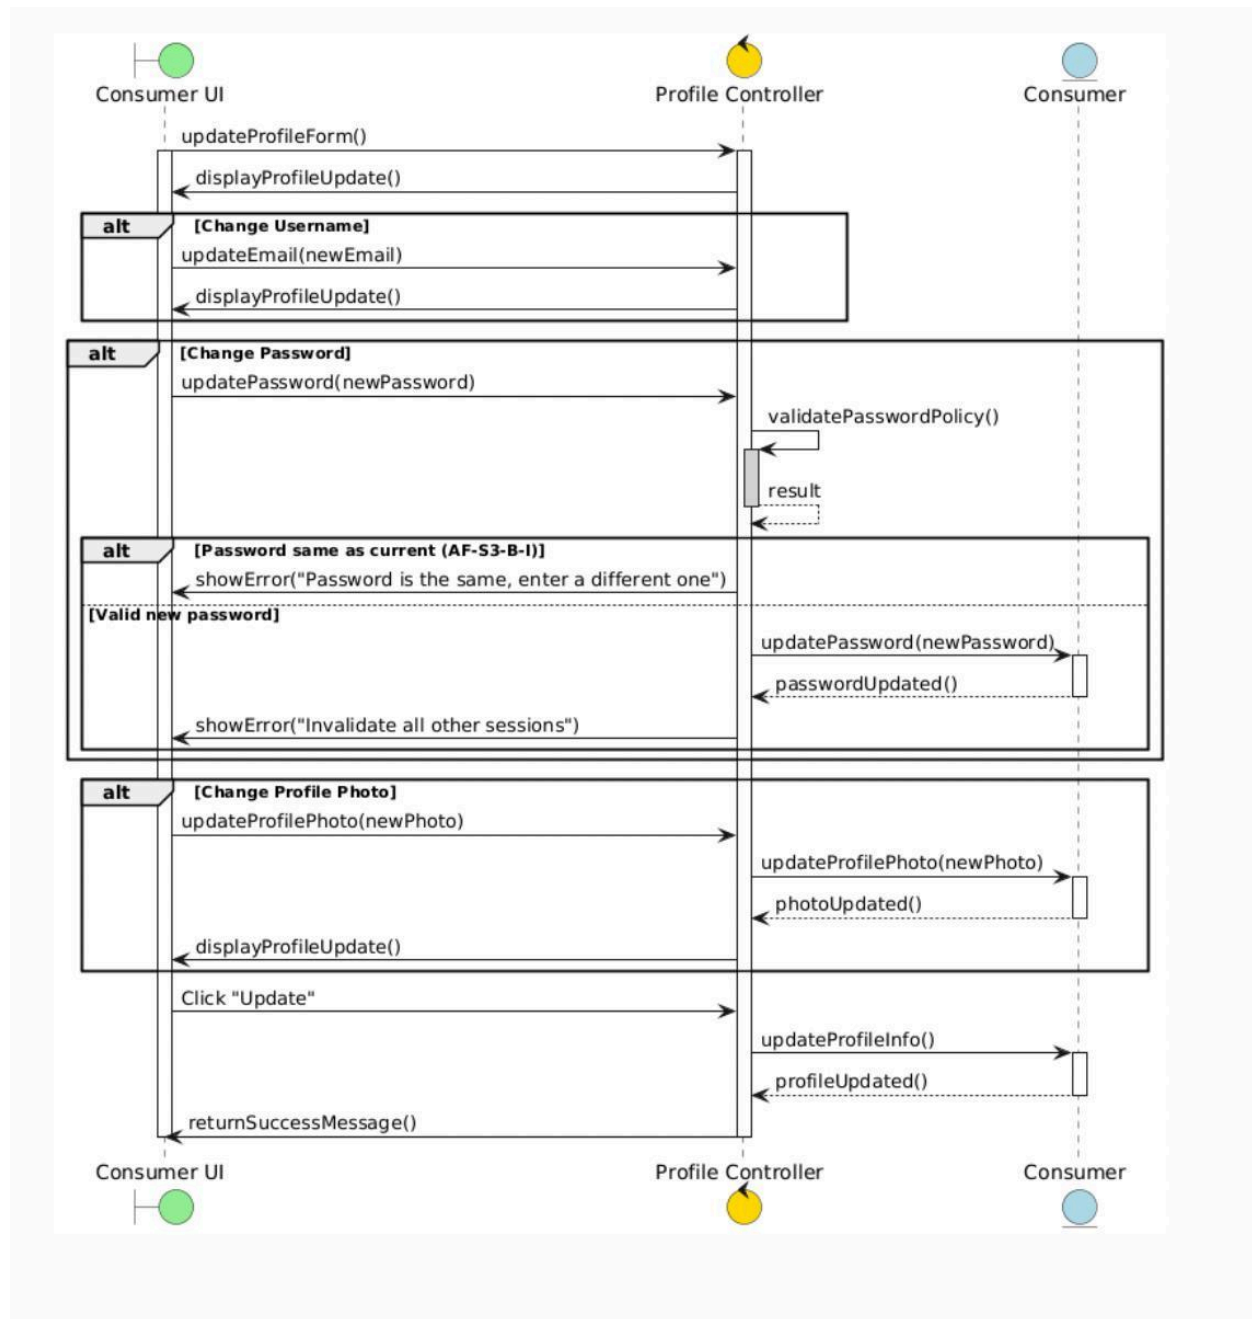 Consumer UI
Profile Controller
Consumer
updateProfileForm()
displayProfileUpdate()
alt
[Change Username]
updateEmail(newEmail)
displayProfileUpdate()
alt
[Change Password]
updatePassword(newPassword)
validatePasswordPolicy()
result
alt
[Password same as current (AF-S3-B-I)]
showError("Password is the same, enter a different one")
[Valid new password]
updatePassword(newPassword)
passwordUpdated()
showError("Invalidate all other sessions")
alt
[Change Profile Photo]
updateProfilePhoto(newPhoto)
updateProfilePhoto(newPhoto)
photoUpdated()
displayProfileUpdate()
Click "Update"
updateProfileInfo()
profileUpdated()
returnSuccessMessage()
Consumer UI
Profile Controller
Consumer